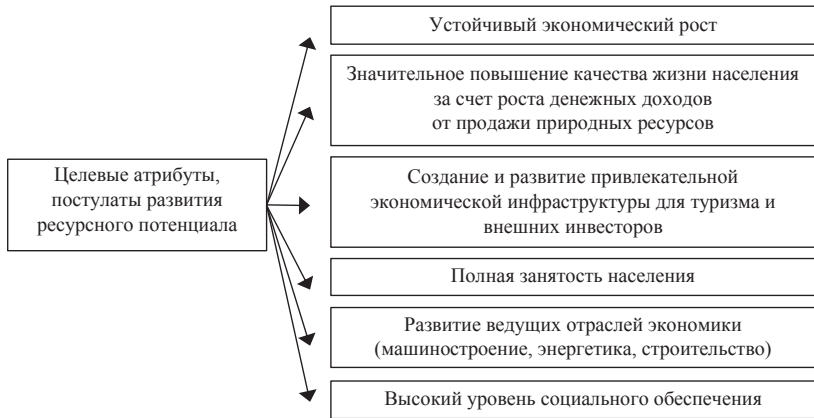 Целевые атрибуты,
постулаты развития
ресурсного потенциала
Устойчивый экономический рост
Значительное повышение качества жизни населения
за счет роста денежных доходов
от продажи природных ресурсов
Создание и развитие привлекательной
экономической инфраструктуры для туризма и
внешних инвесторов
Полная занятость населения
Развитие ведущих отраслей экономики
(машиностроение, энергетика, строительство)
Высокий уровень социального обеспечения